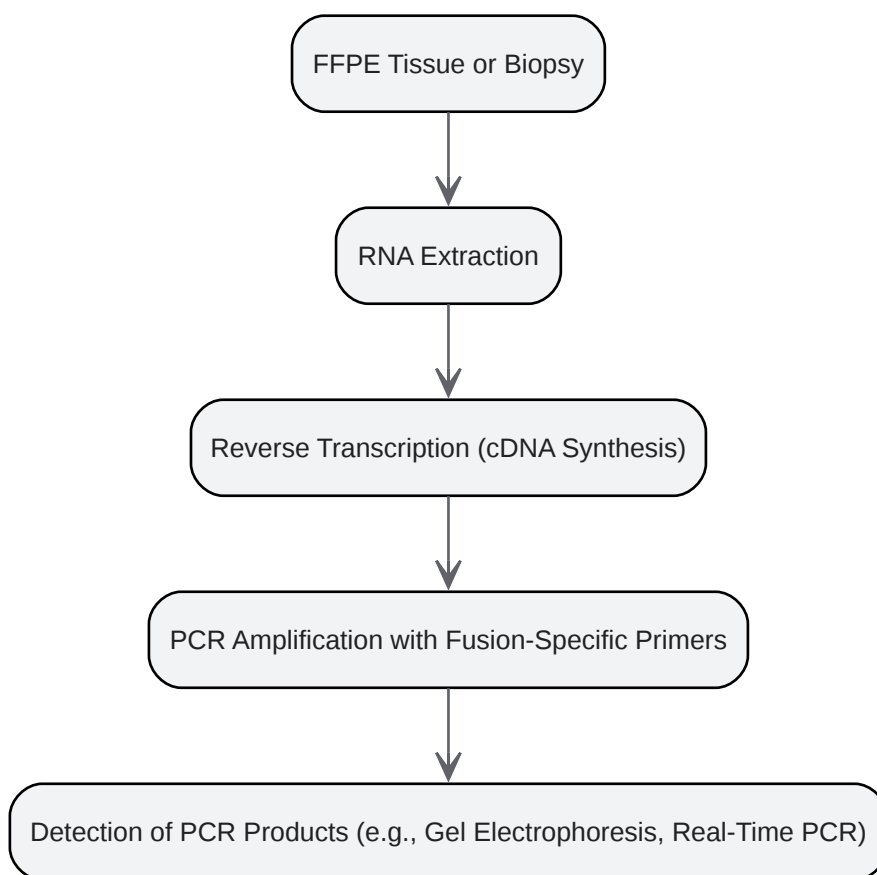 FFPE Tissue or Biopsy
RNA Extraction
Reverse Transcription (cDNA Synthesis)
PCR Amplification with Fusion-Specific Primers
Detection of PCR Products (e.g., Gel Electrophoresis, Real-Time PCR)